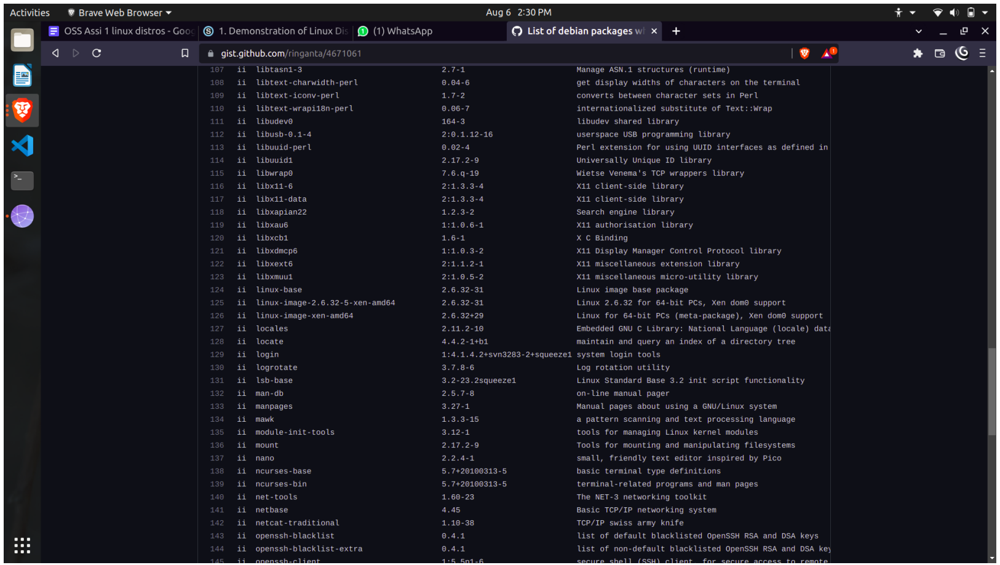 Activities Brave Web Browser Aug 6 2:30 PM
OSS Assi 1 linux distros - Goog 1. Demonstration of Linux Dis (1) WhatsApp List of debian packages wh
gist.github.com/ringanta/4671061 1
107 ii libtasn1-3 2.7-1 Manage ASN.1 structures (runtime)
108 ii libtext-charwidth-perl 0.04-6 get display widths of characters on the terminal
109 ii libtext-iconv-perl 1.7-2 converts between character sets in Perl
110 ii libtext-wrapi18n-perl 0.06-7 internationalized substitute of Text::Wrap
111 ii libudev0 164-3 libudev shared library
112 ii libusb-0.1-4 2:0.1.12-16 userspace USB programming library
113 ii libuuid-perl 0.02-4 Perl extension for using UUID interfaces as defined in
114 ii libuuid1 2.17.2-9 Universally Unique ID library
115 ii libwrap0 7.6.q-19 Wietse Venema's TCP wrappers library
116 ii libx11-6 2:1.3.3-4 X11 client-side library
117 ii libx11-data 2:1.3.3-4 X11 client-side library
118 ii libxapian22 1.2.3-2 Search engine library
119 ii libxau6 1:1.0.6-1 X11 authorisation library
120 ii libxcb1 1.6-1 X C Binding
121 ii libxdmcp6 1:1.0.3-2 X11 Display Manager Control Protocol library
122 ii libxext6 2:1.1.2-1 X11 miscellaneous extension library
123 ii libxmuu1 2:1.0.5-2 X11 miscellaneous micro-utility library
124 ii linux-base 2.6.32-31 Linux image base package
125 ii linux-image-2.6.32-5-xen-amd64 2.6.32-31 Linux 2.6.32 for 64-bit PCs, Xen dom0 support
126 ii linux-image-xen-amd64 2.6.32+29 Linux for 64-bit PCs (meta-package), Xen dom0 support
127 ii locales 2.11.2-10 Embedded GNU C Library: National Language (locale) data
128 ii locate 4.4.2-1+b1 maintain and query an index of a directory tree
129 ii login 1:4.1.4.2+svn3283-2+squeeze1 system login tools
130 ii logrotate 3.7.8-6 Log rotation utility
131 ii lsb-base 3.2-23.2squeeze1 Linux Standard Base 3.2 init script functionality
132 ii man-db 2.5.7-8 on-line manual pager
133 ii manpages 3.27-1 Manual pages about using a GNU/Linux system
134 ii mawk 1.3.3-15 a pattern scanning and text processing language
135 ii module-init-tools 3.12-1 tools for managing Linux kernel modules
136 ii mount 2.17.2-9 Tools for mounting and manipulating filesystems
137 ii nano 2.2.4-1 small, friendly text editor inspired by Pico
138 ii ncurses-base 5.7+20100313-5 basic terminal type definitions
139 ii ncurses-bin 5.7+20100313-5 terminal-related programs and man pages
140 ii net-tools 1.60-23 The NET-3 networking toolkit
141 ii netbase 4.45 Basic TCP/IP networking system
142 ii netcat-traditional 1.10-38 TCP/IP swiss army knife
143 ii openssh-blacklist 0.4.1 list of default blacklisted OpenSSH RSA and DSA keys
144 ii openssh-blacklist-extra 0.4.1 list of non-default blacklisted OpenSSH RSA and DSA key
145 ii openssh-client 1:5.5p1-6 secure shell (SSH) client, for secure access to remote